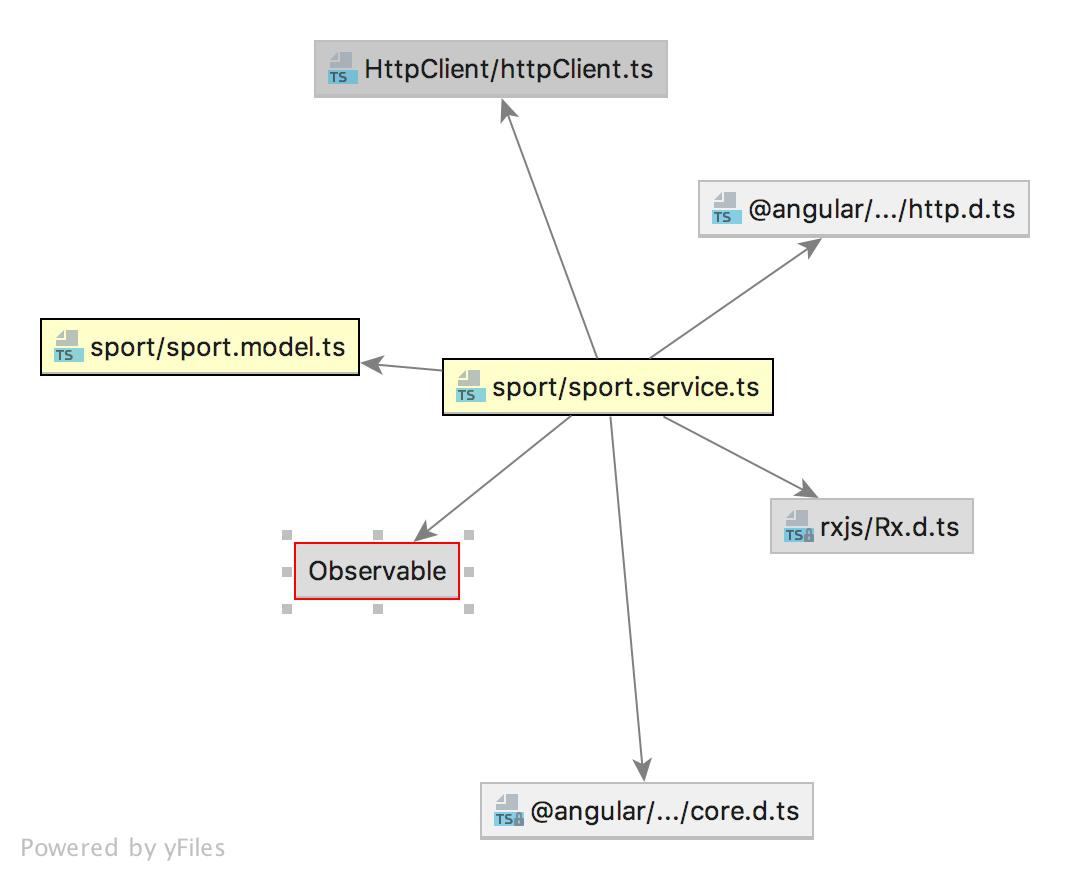 TS HttpClient/httpClient.ts
TS @angular/.../http.d.ts
TS sport/sport.model.ts
TS sport/sport.service.ts
TS rxjs/Rx.d.ts
Observable
TS @angular/.../core.d.ts
Powered by yFiles